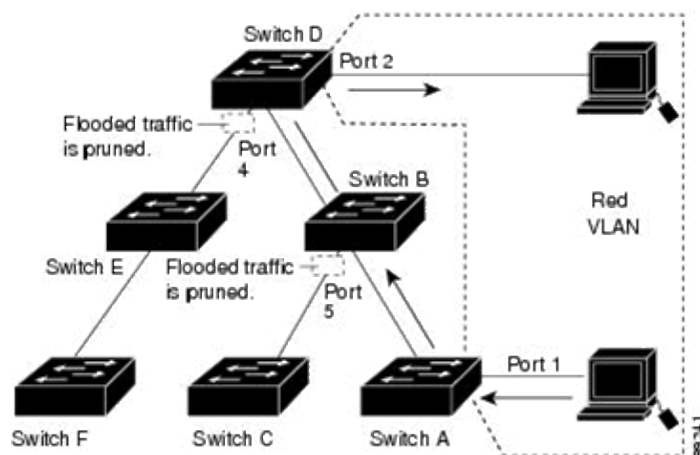 Switch D
Port 2
Flooded traffic
is pruned.
Port
4
Switch B
Red
VLAN
Switch E
Flooded traffic
is pruned.
Port
5
Port 1
Switch F
Switch C
Switch A